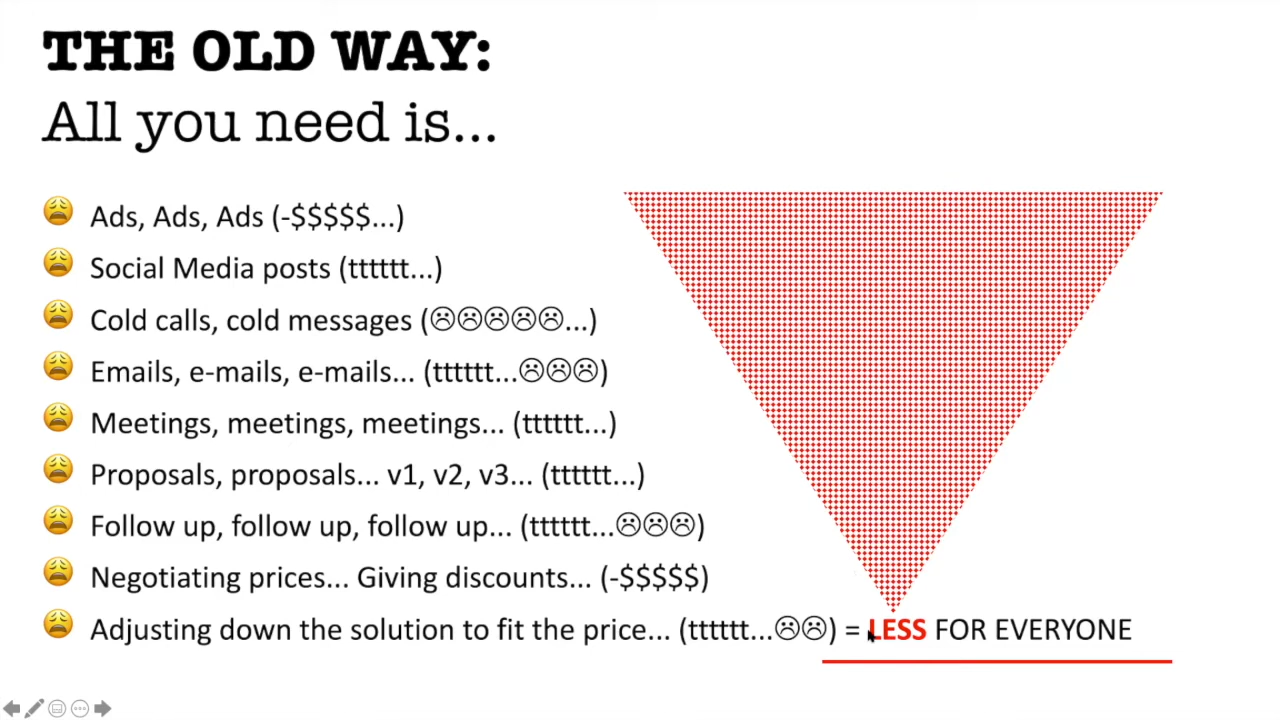 THE OLD WAY:
All you need is...
😩 Ads, Ads, Ads (-$$$$$...)
😩 Social Media posts (tttttt...)
😩 Cold calls, cold messages (☹☹☹☹☹...)
😩 Emails, e-mails, e-mails... (tttttt...☹☹☹)
😩 Meetings, meetings, meetings... (tttttt...)
😩 Proposals, proposals... v1, v2, v3... (tttttt...)
😩 Follow up, follow up, follow up... (tttttt...☹☹☹)
😩 Negotiating prices... Giving discounts... (-$$$$$)
😩 Adjusting down the solution to fit the price... (tttttt...☹☹) = LESS FOR EVERYONE